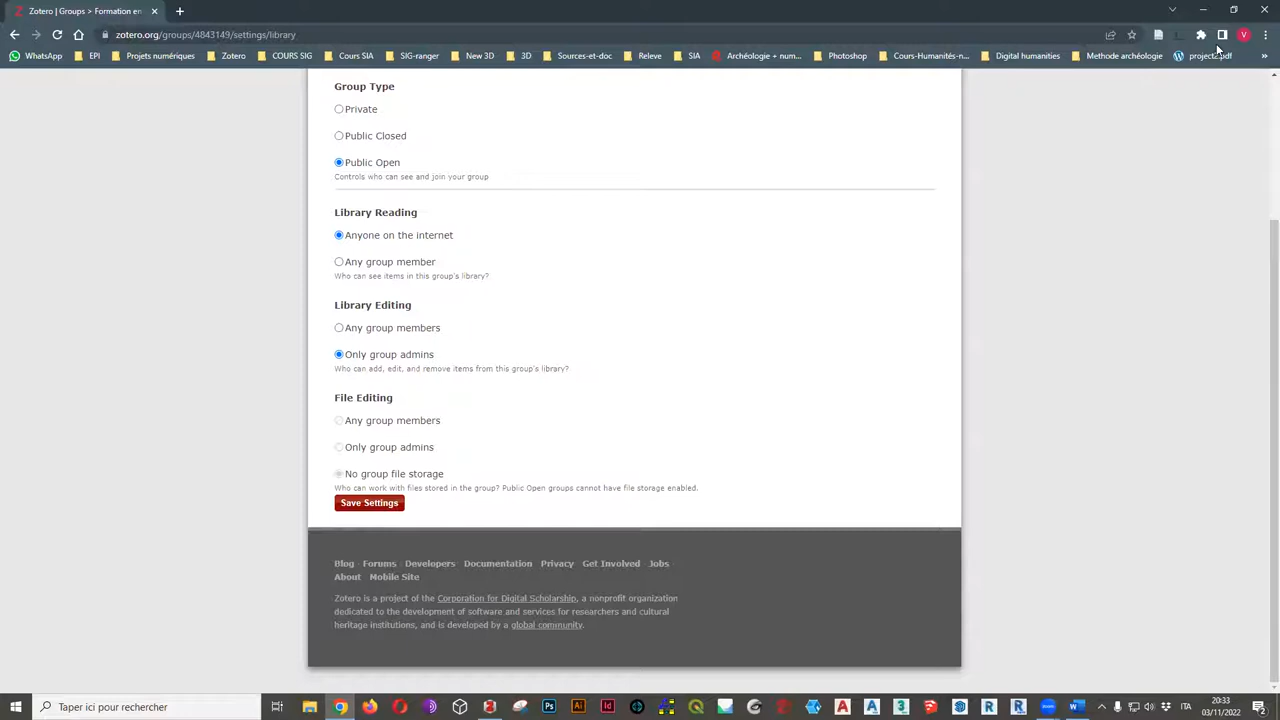 Zotero | Groups > Formation en
zotero.org/groups/4843149/settings/library
V
WhatsApp EPI Projets numériques Zotero COURS SIG Cours SIA SIG-ranger New 3D Sources-et-doc Releve SIA Archéologie + num... Photoshop Cours-Humanités-n... Digital humanities Methode archéologie
Group Type
Private
Public Closed
Public Open
Controls who can see and join your group
Library Reading
Anyone on the internet
Any group member
Who can see items in this group's library?
Library Editing
Any group members
Only group admins
Who can add, edit, and remove items from this group's library?
File Editing
Any group members
Only group admins
No group file storage
Who can work with files stored in the group? Public Open groups cannot have file storage enabled.
Save Settings
Blog · Forums · Developers · Documentation · Privacy · Get Involved · Jobs ·
About · Mobile Site
Zotero is a project of the Corporation for Digital Scholarship, a nonprofit organization
dedicated to the development of software and services for researchers and cultural
heritage institutions, and is developed by a global community.
Taper ici pour rechercher
ITA
20:33
03/11/2022